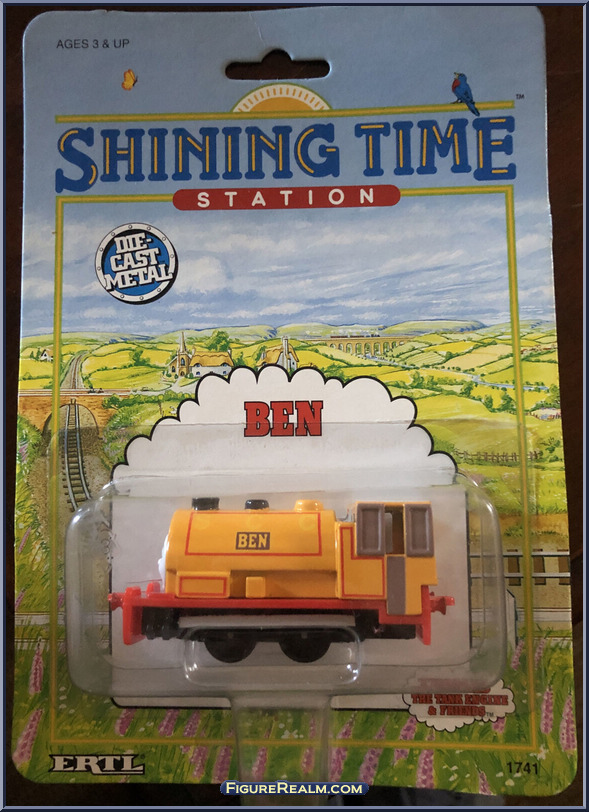 AGES 3 & UP
™
SHINING TIME
STATION
DIE-
CAST
METAL
BEN
BEN
THE TANK ENGINE
& FRIENDS
ERTL
1741
FIGUREREALM.COM